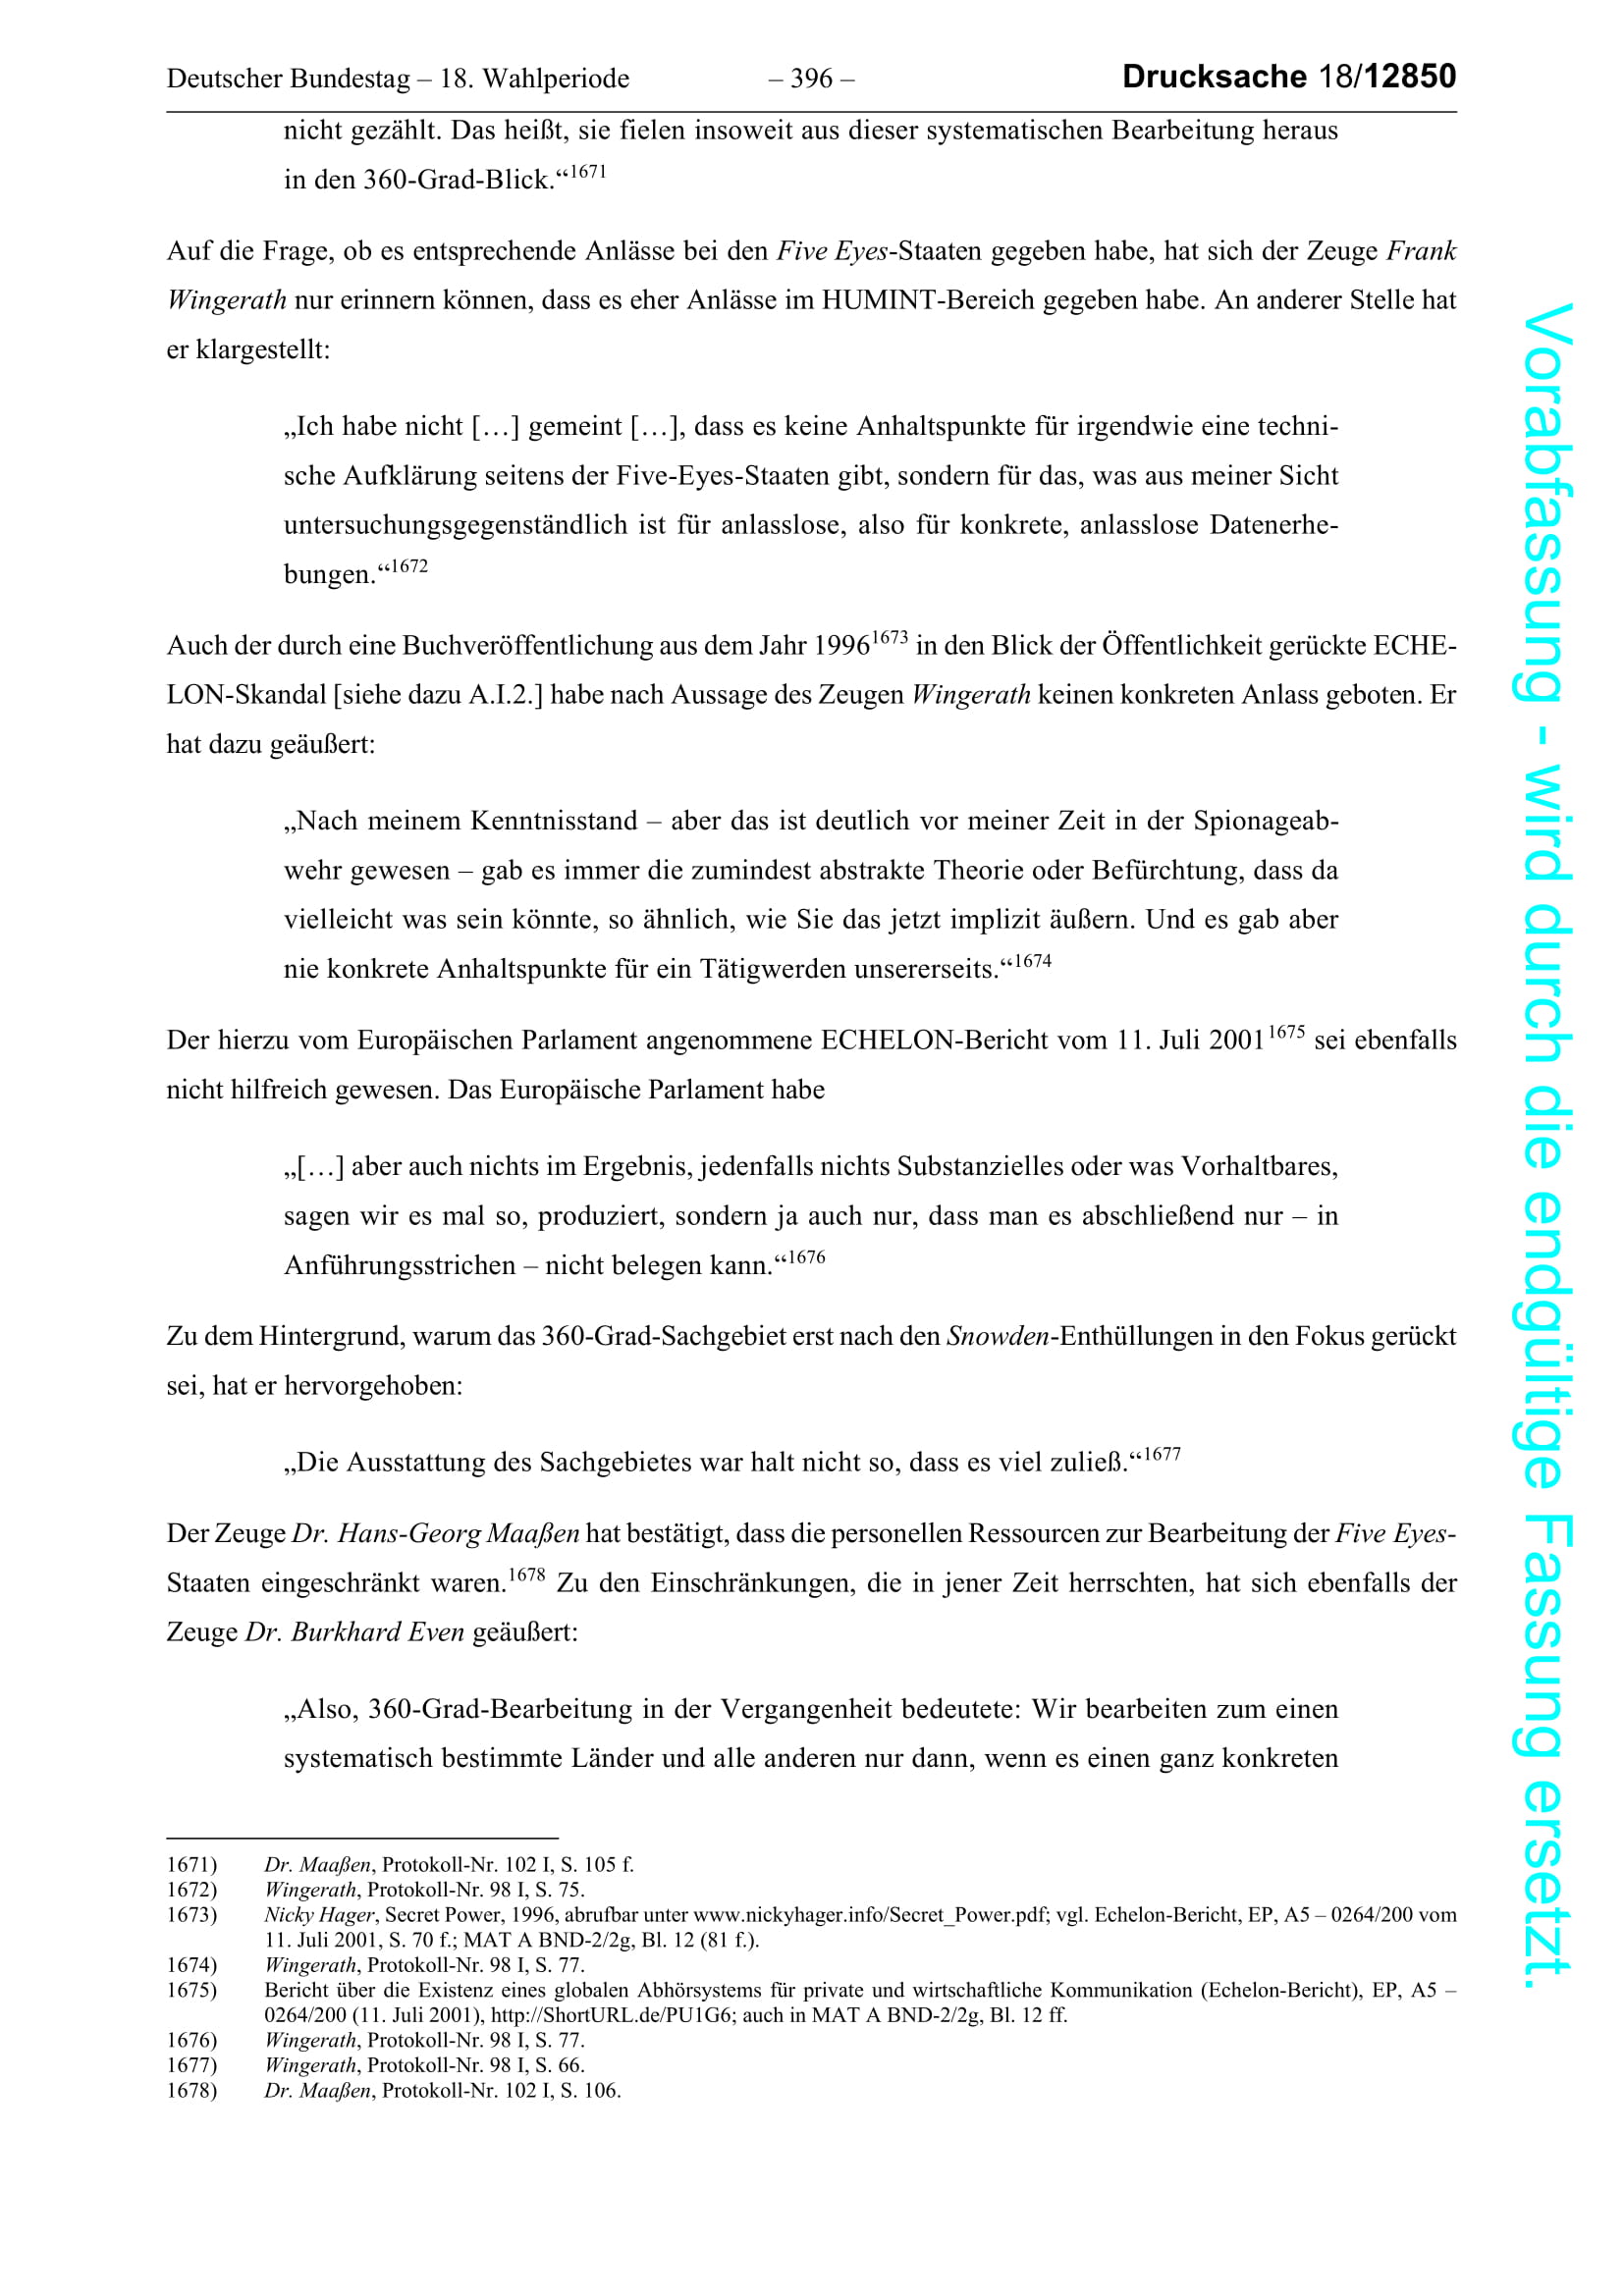 Deutscher Bundestag – 18. Wahlperiode – 396 – Drucksache 18/12850
nicht gezählt. Das heißt, sie fielen insoweit aus dieser systematischen Bearbeitung heraus
in den 360-Grad-Blick.“1671
Auf die Frage, ob es entsprechende Anlässe bei den Five Eyes-Staaten gegeben habe, hat sich der Zeuge Frank
Wingerath nur erinnern können, dass es eher Anlässe im HUMINT-Bereich gegeben habe. An anderer Stelle hat
er klargestellt:
„Ich habe nicht […] gemeint […], dass es keine Anhaltspunkte für irgendwie eine techni-
sche Aufklärung seitens der Five-Eyes-Staaten gibt, sondern für das, was aus meiner Sicht
untersuchungsgegenständlich ist für anlasslose, also für konkrete, anlasslose Datenerhe-
bungen.“1672
Auch der durch eine Buchveröffentlichung aus dem Jahr 19961673 in den Blick der Öffentlichkeit gerückte ECHE-
LON-Skandal [siehe dazu A.I.2.] habe nach Aussage des Zeugen Wingerath keinen konkreten Anlass geboten. Er
hat dazu geäußert:
„Nach meinem Kenntnisstand – aber das ist deutlich vor meiner Zeit in der Spionageab-
wehr gewesen – gab es immer die zumindest abstrakte Theorie oder Befürchtung, dass da
vielleicht was sein könnte, so ähnlich, wie Sie das jetzt implizit äußern. Und es gab aber
nie konkrete Anhaltspunkte für ein Tätigwerden unsererseits.“1674
Der hierzu vom Europäischen Parlament angenommene ECHELON-Bericht vom 11. Juli 20011675 sei ebenfalls
nicht hilfreich gewesen. Das Europäische Parlament habe
„[…] aber auch nichts im Ergebnis, jedenfalls nichts Substanzielles oder was Vorhaltbares,
sagen wir es mal so, produziert, sondern ja auch nur, dass man es abschließend nur – in
Anführungsstrichen – nicht belegen kann.“1676
Zu dem Hintergrund, warum das 360-Grad-Sachgebiet erst nach den Snowden-Enthüllungen in den Fokus gerückt
sei, hat er hervorgehoben:
„Die Ausstattung des Sachgebietes war halt nicht so, dass es viel zuließ.“1677
Der Zeuge Dr. Hans-Georg Maaßen hat bestätigt, dass die personellen Ressourcen zur Bearbeitung der Five Eyes-
Staaten eingeschränkt waren.1678 Zu den Einschränkungen, die in jener Zeit herrschten, hat sich ebenfalls der
Zeuge Dr. Burkhard Even geäußert:
„Also, 360-Grad-Bearbeitung in der Vergangenheit bedeutete: Wir bearbeiten zum einen
systematisch bestimmte Länder und alle anderen nur dann, wenn es einen ganz konkreten
1671) Dr. Maaßen, Protokoll-Nr. 102 I, S. 105 f.
1672) Wingerath, Protokoll-Nr. 98 I, S. 75.
1673) Nicky Hager, Secret Power, 1996, abrufbar unter www.nickyhager.info/Secret_Power.pdf; vgl. Echelon-Bericht, EP, A5 – 0264/200 vom
11. Juli 2001, S. 70 f.; MAT A BND-2/2g, Bl. 12 (81 f.).
1674) Wingerath, Protokoll-Nr. 98 I, S. 77.
1675) Bericht über die Existenz eines globalen Abhörsystems für private und wirtschaftliche Kommunikation (Echelon-Bericht), EP, A5 –
0264/200 (11. Juli 2001), http://ShortURL.de/PU1G6; auch in MAT A BND-2/2g, Bl. 12 ff.
1676) Wingerath, Protokoll-Nr. 98 I, S. 77.
1677) Wingerath, Protokoll-Nr. 98 I, S. 66.
1678) Dr. Maaßen, Protokoll-Nr. 102 I, S. 106.
Vorabfassung - wird durch die endgültige Fassung ersetzt.